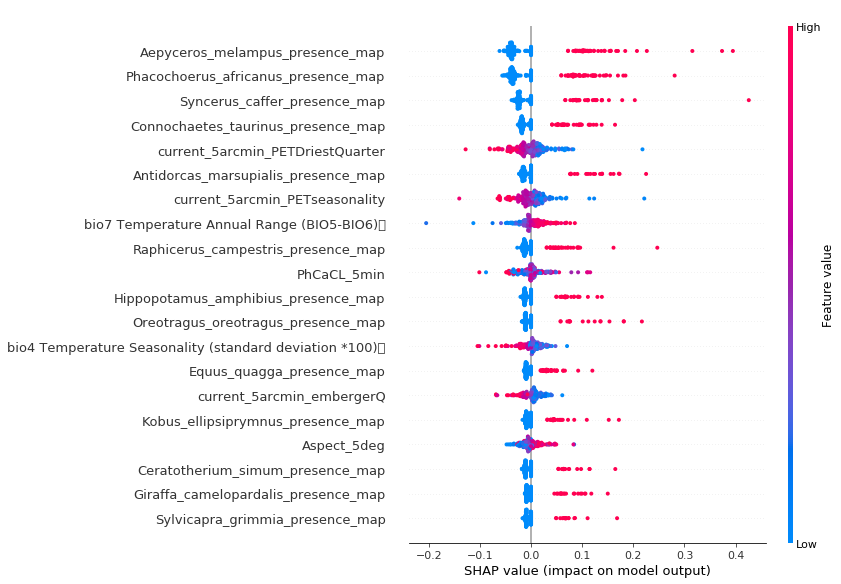 High
Aepyceros_melampus_presence_map
Phacochoerus_africanus_presence_map
Syncerus_caffer_presence_map
Connochaetes_taurinus_presence_map
current_5arcmin_PETDriestQuarter
Antidorcas_marsupialis_presence_map
current_5arcmin_PETseasonality
bio7 Temperature Annual Range (BIO5-BIO6)
Raphicerus_campestris_presence_map
PhCaCL_5min
Hippopotamus_amphibius_presence_map
Oreotragus_oreotragus_presence_map
bio4 Temperature Seasonality (standard deviation *100)
Equus_quagga_presence_map
current_5arcmin_embergerQ
Kobus_ellipsiprymnus_presence_map
Aspect_5deg
Ceratotherium_simum_presence_map
Giraffa_camelopardalis_presence_map
Sylvicapra_grimmia_presence_map
Feature value
Low
−0.2 −0.1 0.0 0.1 0.2 0.3 0.4
SHAP value (impact on model output)